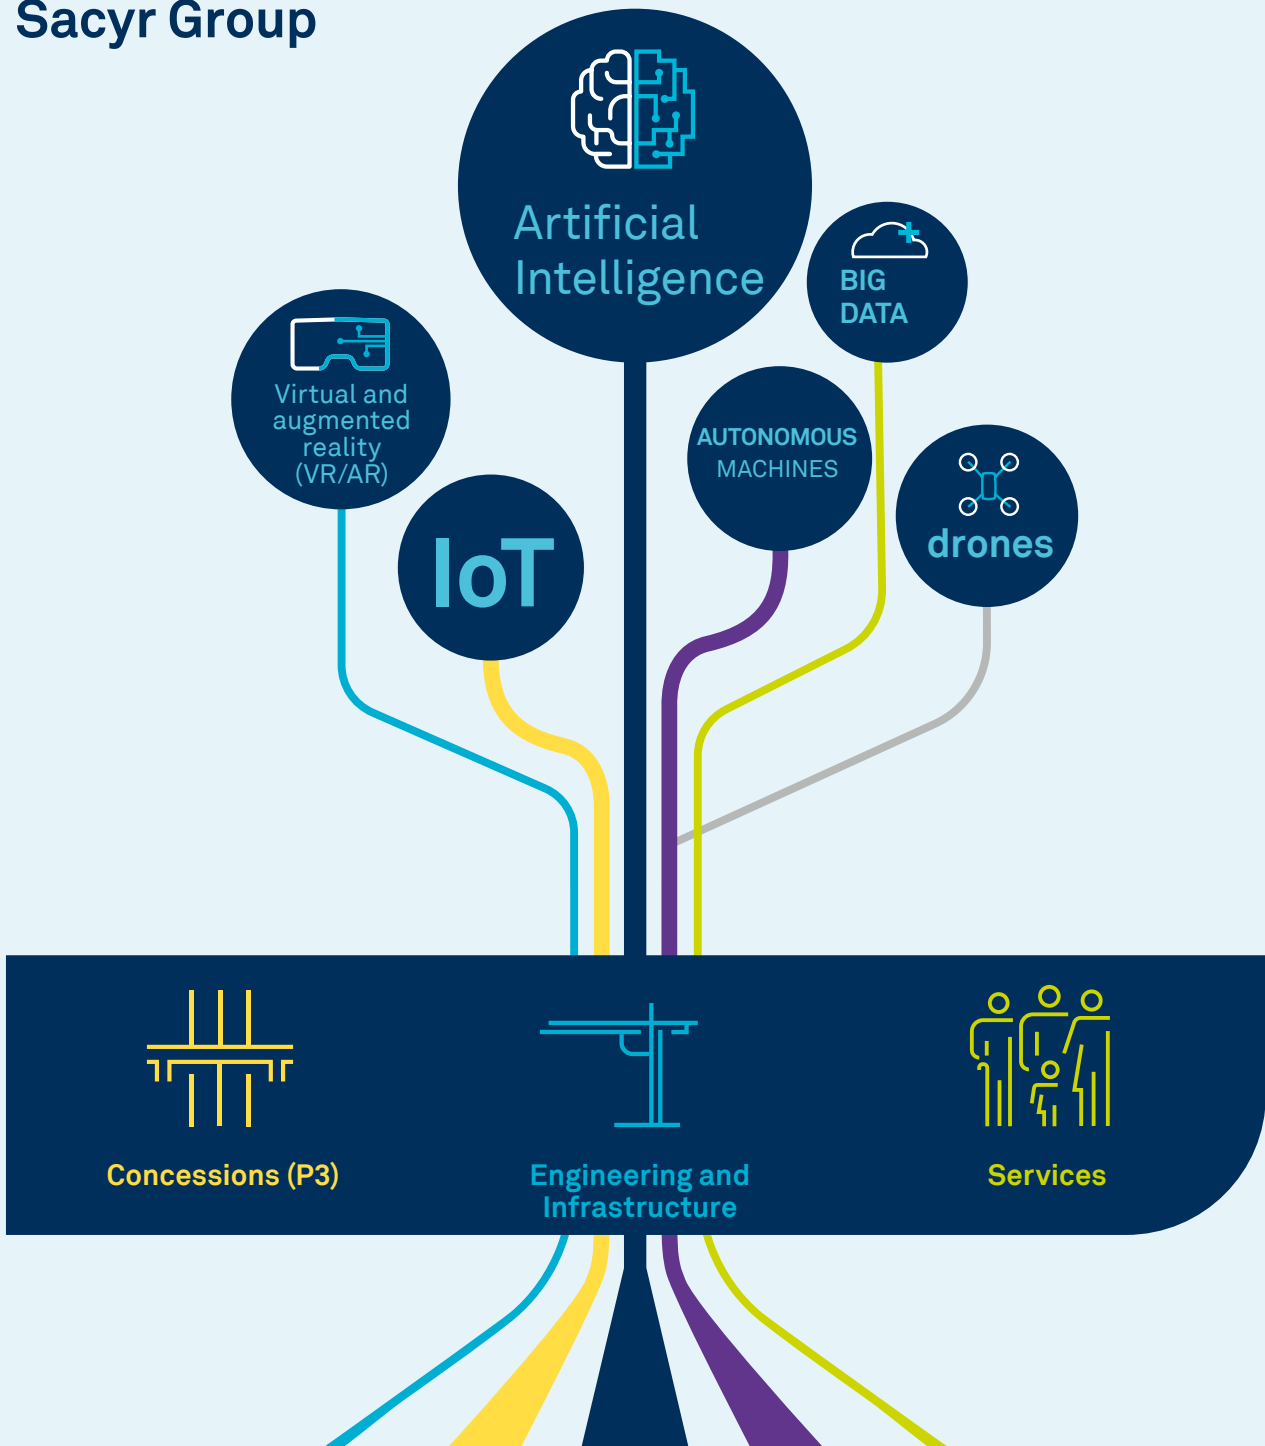 Sacyr Group
Artificial
Intelligence
BIG
DATA
Virtual and
augmented
reality
(VR/AR)
AUTONOMOUS
MACHINES
IoT
drones
Concessions (P3)
Engineering and
Infrastructure
Services